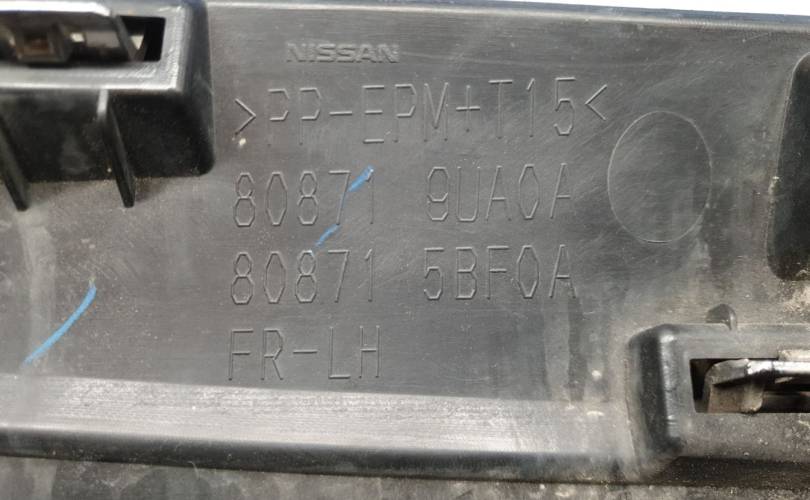 NISSAN
>PP-EPM+T15<
80871 9UA0A
80871 5BF0A
FR-LH